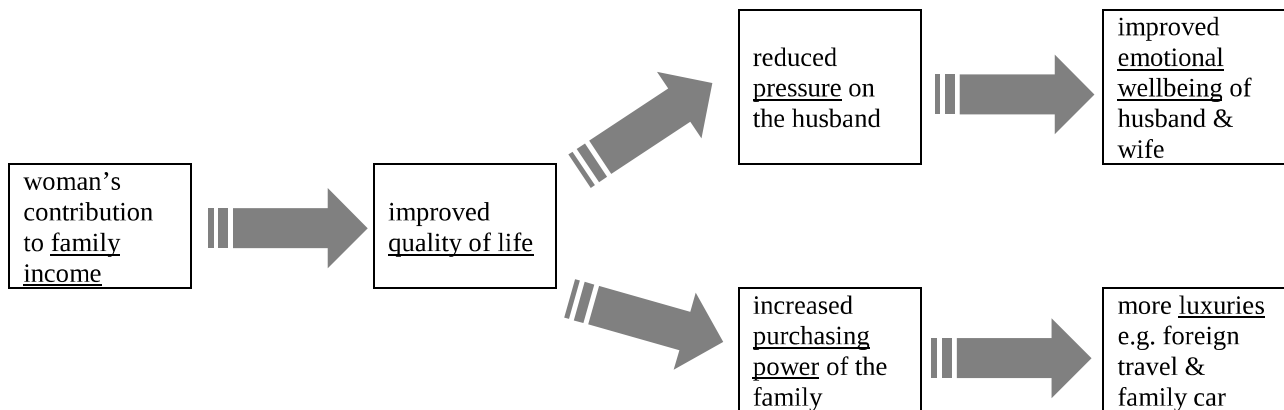 woman’s
contribution
to family
income
improved
quality of life
reduced
pressure on
the husband
improved
emotional
wellbeing of
husband &
wife
increased
purchasing
power of the
family
more luxuries
e.g. foreign
travel &
family car